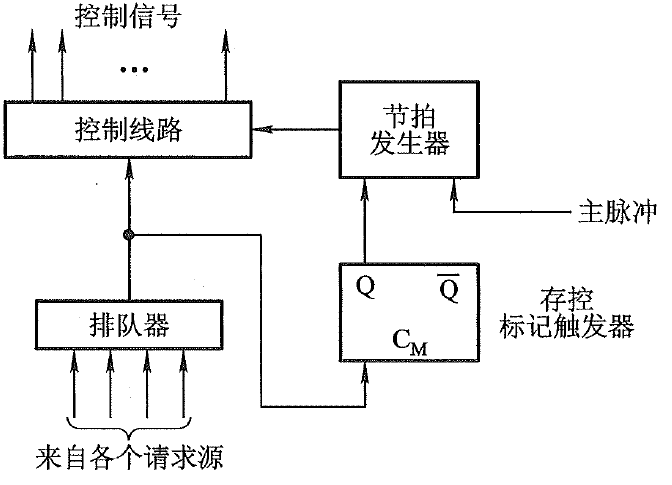 控制信号
…
控制线路
节拍
发生器
主脉冲
Q
Q̅
C_M
存控
标记触发器
排队器
来自各个请求源